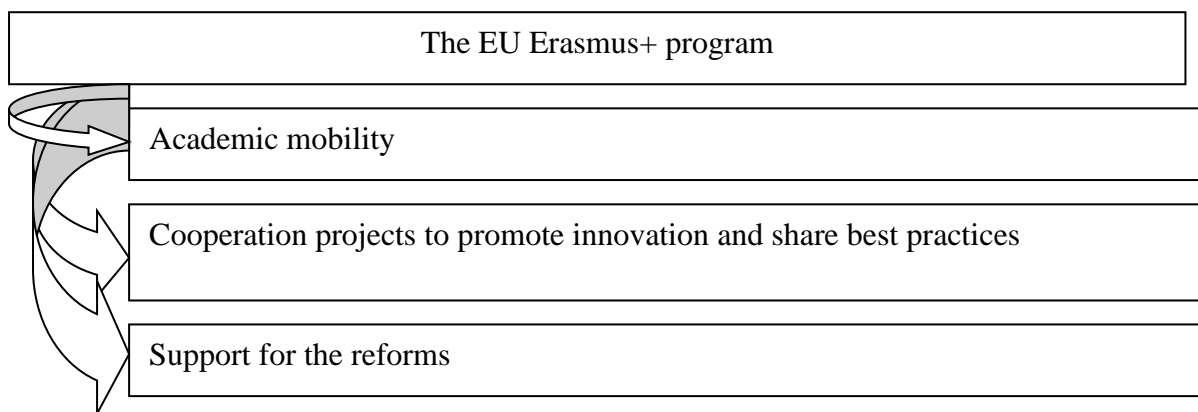 The EU Erasmus+ program
Academic mobility
Cooperation projects to promote innovation and share best practices
Support for the reforms